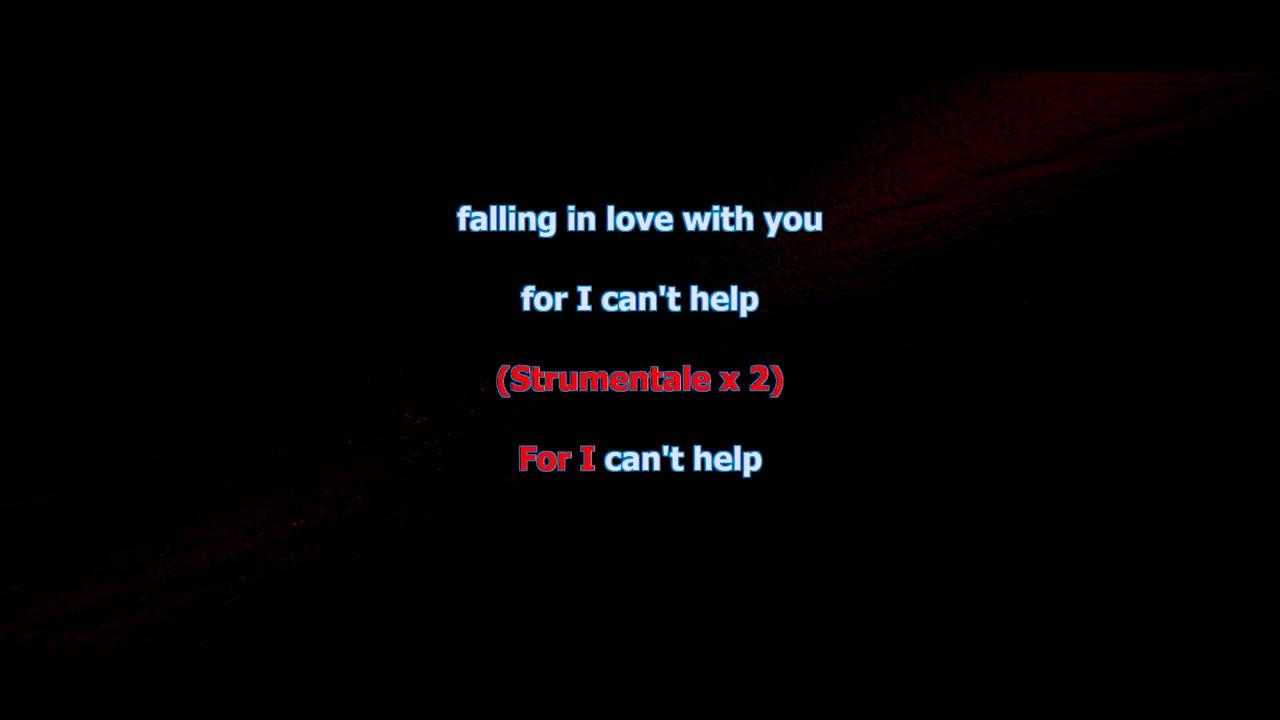 falling in love with you
for I can't help
(Strumentale x 2)
For I can't help